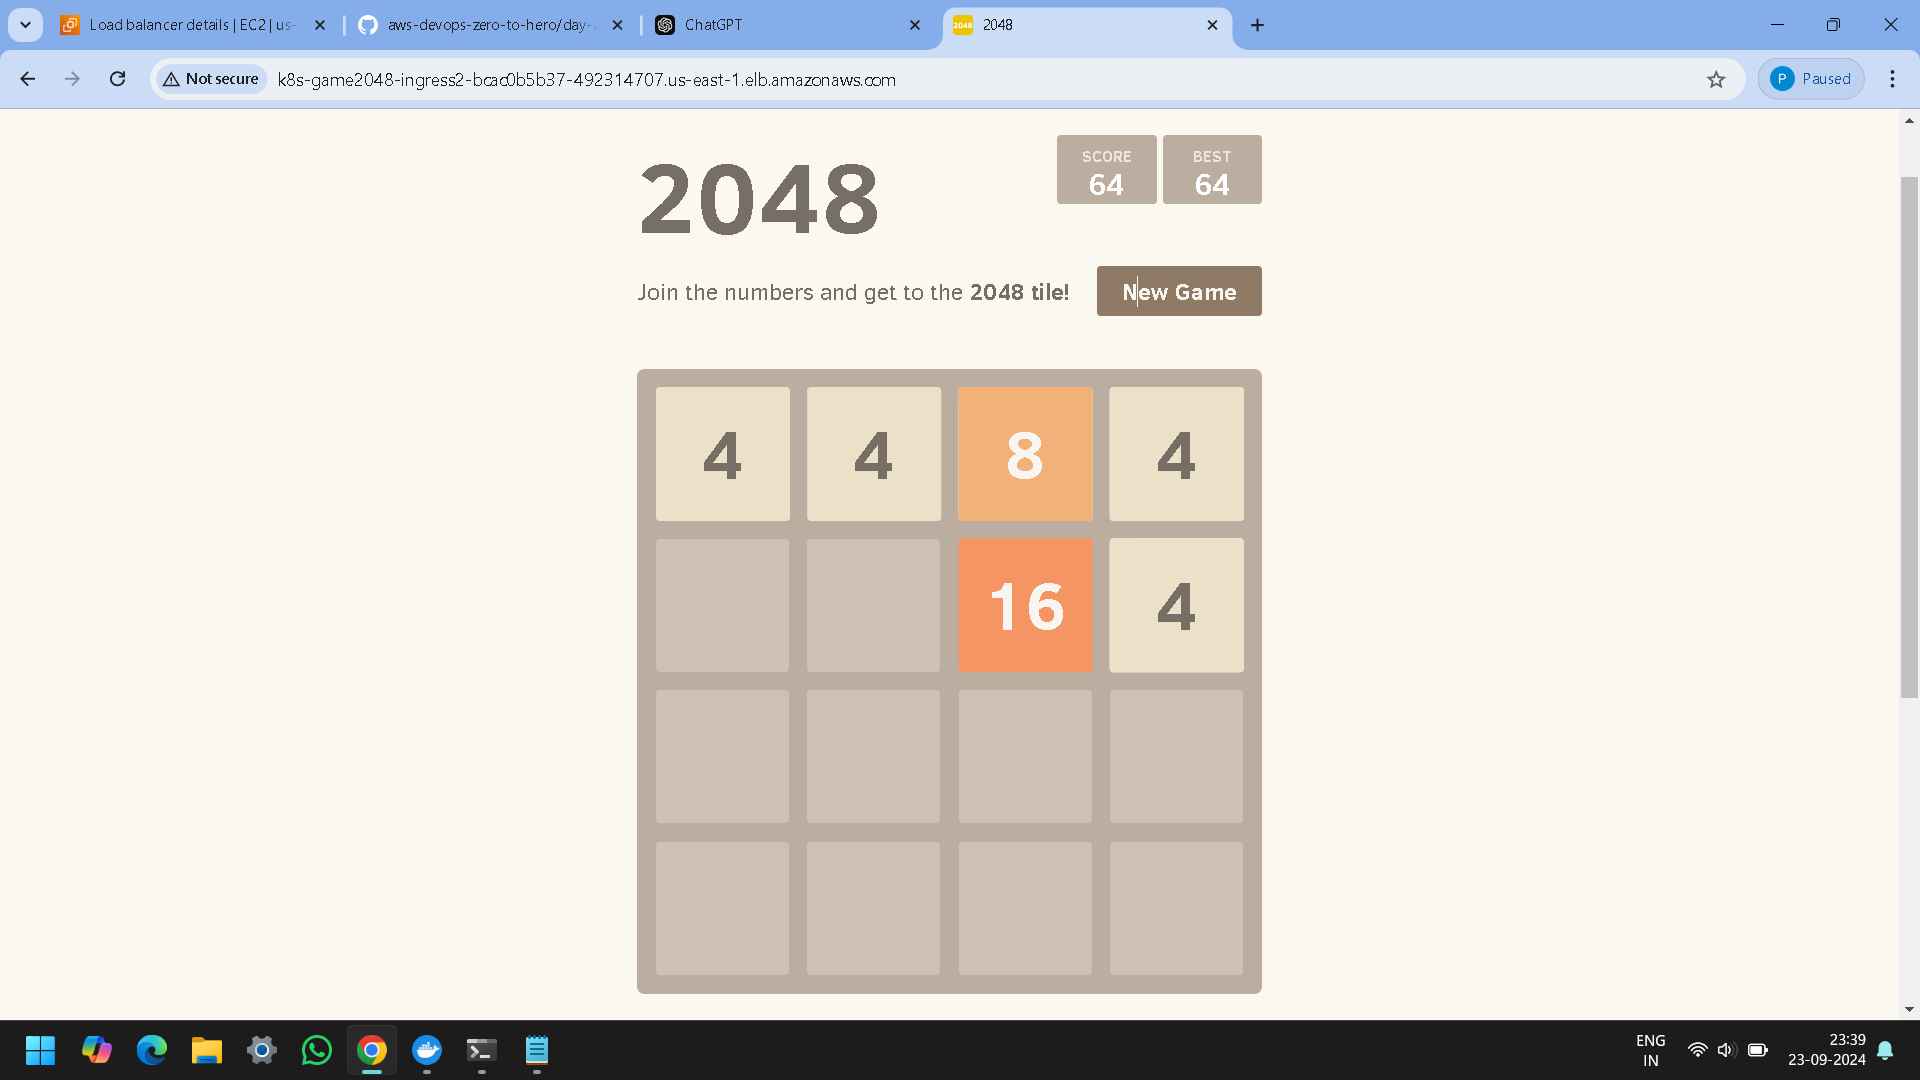 Load balancer details | EC2 | us-
aws-devops-zero-to-hero/day-
ChatGPT
2048
2048
Not secure
k8s-game2048-ingress2-bcac0b5b37-492314707.us-east-1.elb.amazonaws.com
P
Paused
SCORE
64
BEST
64
2048
Join the numbers and get to the 2048 tile!
New Game
4 4 8 4
16 4
ENG
IN
23:39
23-09-2024